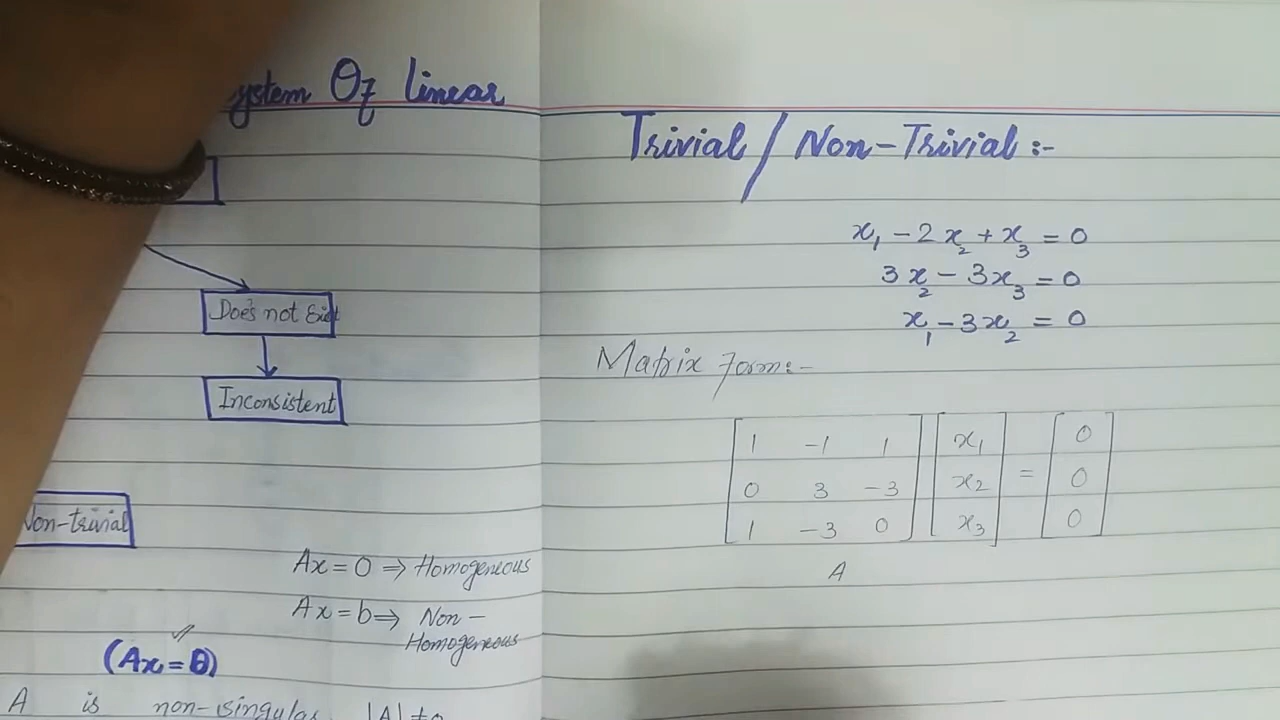 ystem Of linear
Does not Exist
Inconsistent
Non-trivial
Ax = 0 ⇒ Homogeneous
Ax = b ⇒ Non-
Homogeneous
(Ax = 0)
A is non-singular |A| ≠
Trivial / Non-Trivial :-
x₁ - 2x₂ + x₃ = 0
3x₂ - 3x₃ = 0
x₁ - 3x₂ = 0
Matrix form:-
1 -1 1 x₁ = 0
0 3 -3 x₂ 0
1 -3 0 x₃ 0
A